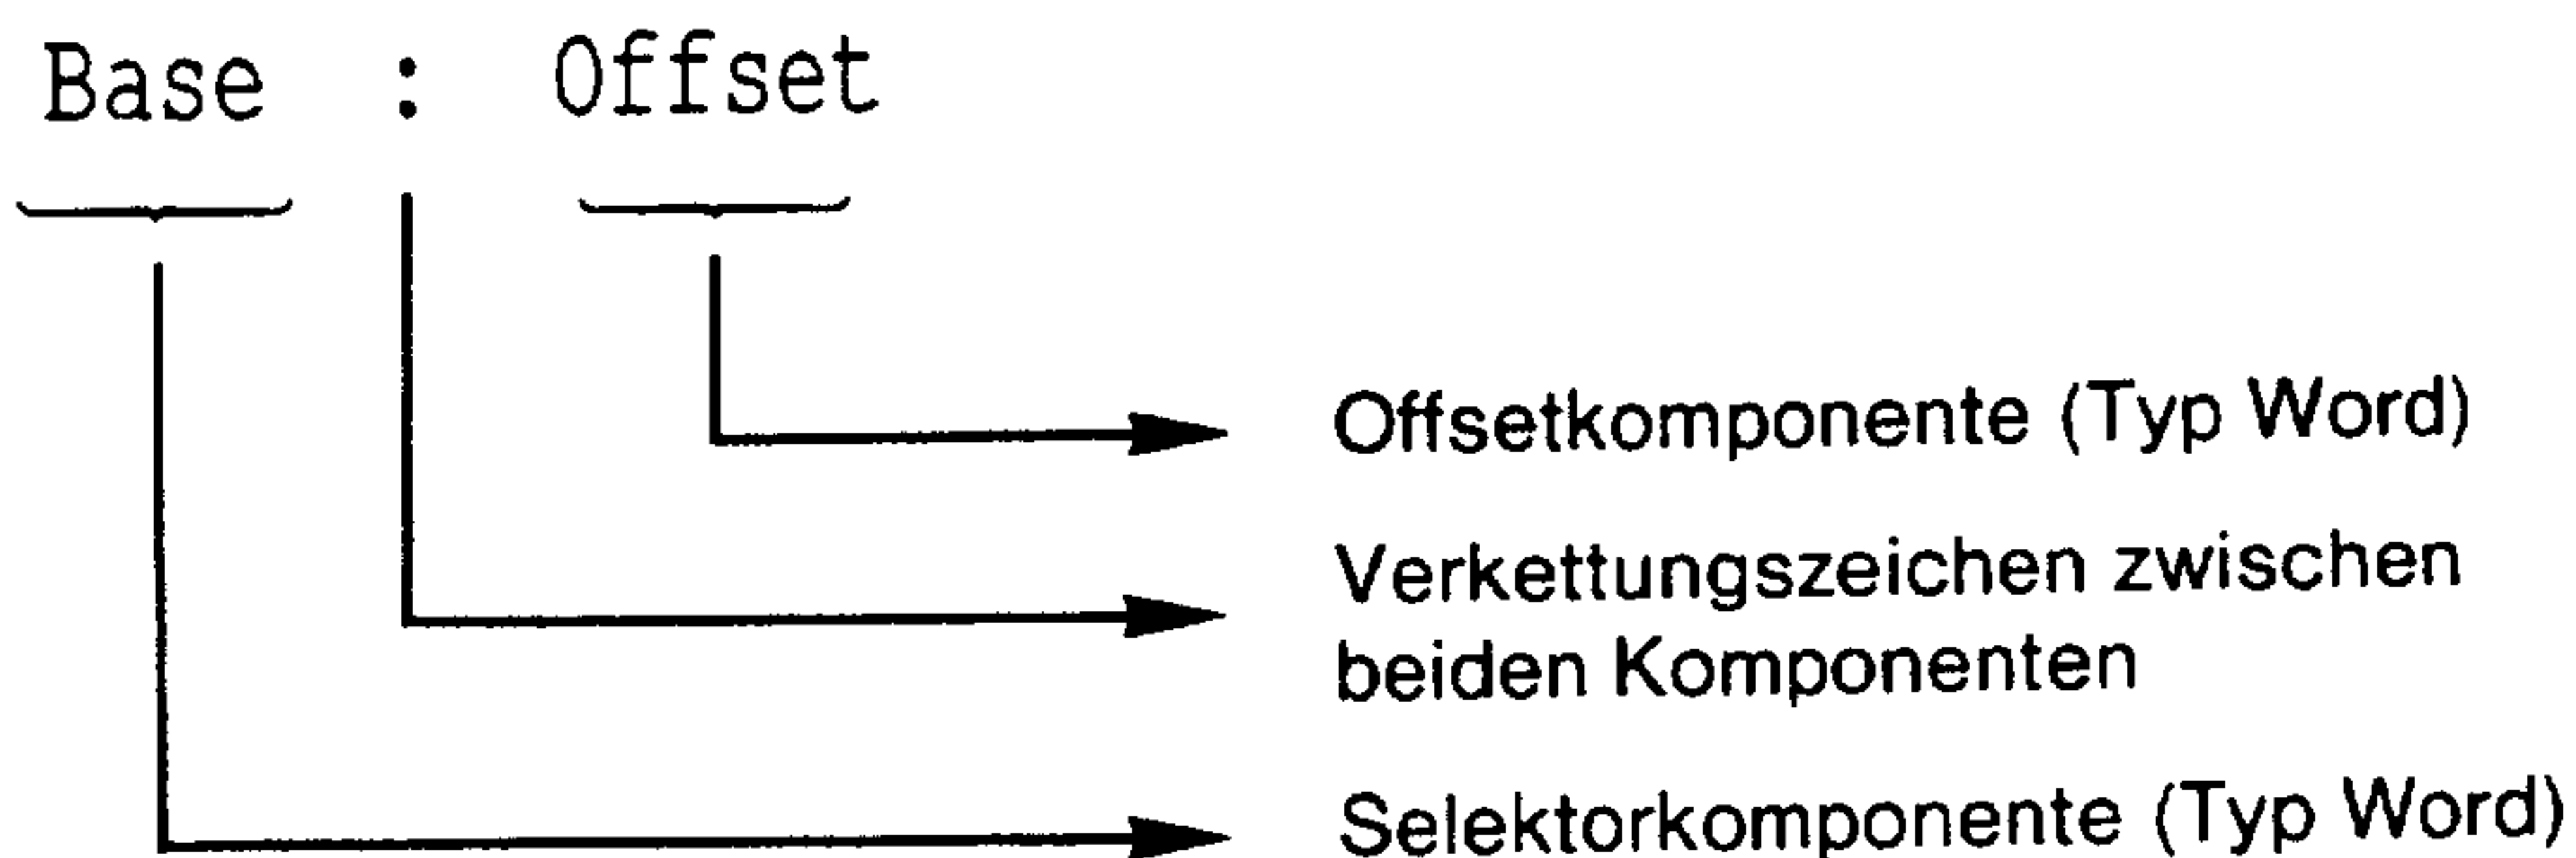 Base : Offset
Offsetkomponente (Typ Word)
Verkettungszeichen zwischen
beiden Komponenten
Selektorkomponente (Typ Word)